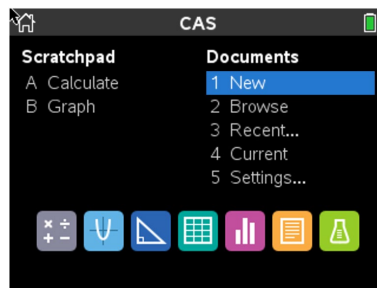 CAS
Scratchpad
A Calculate
B Graph
Documents
1 New
2 Browse
3 Recent...
4 Current
5 Settings...